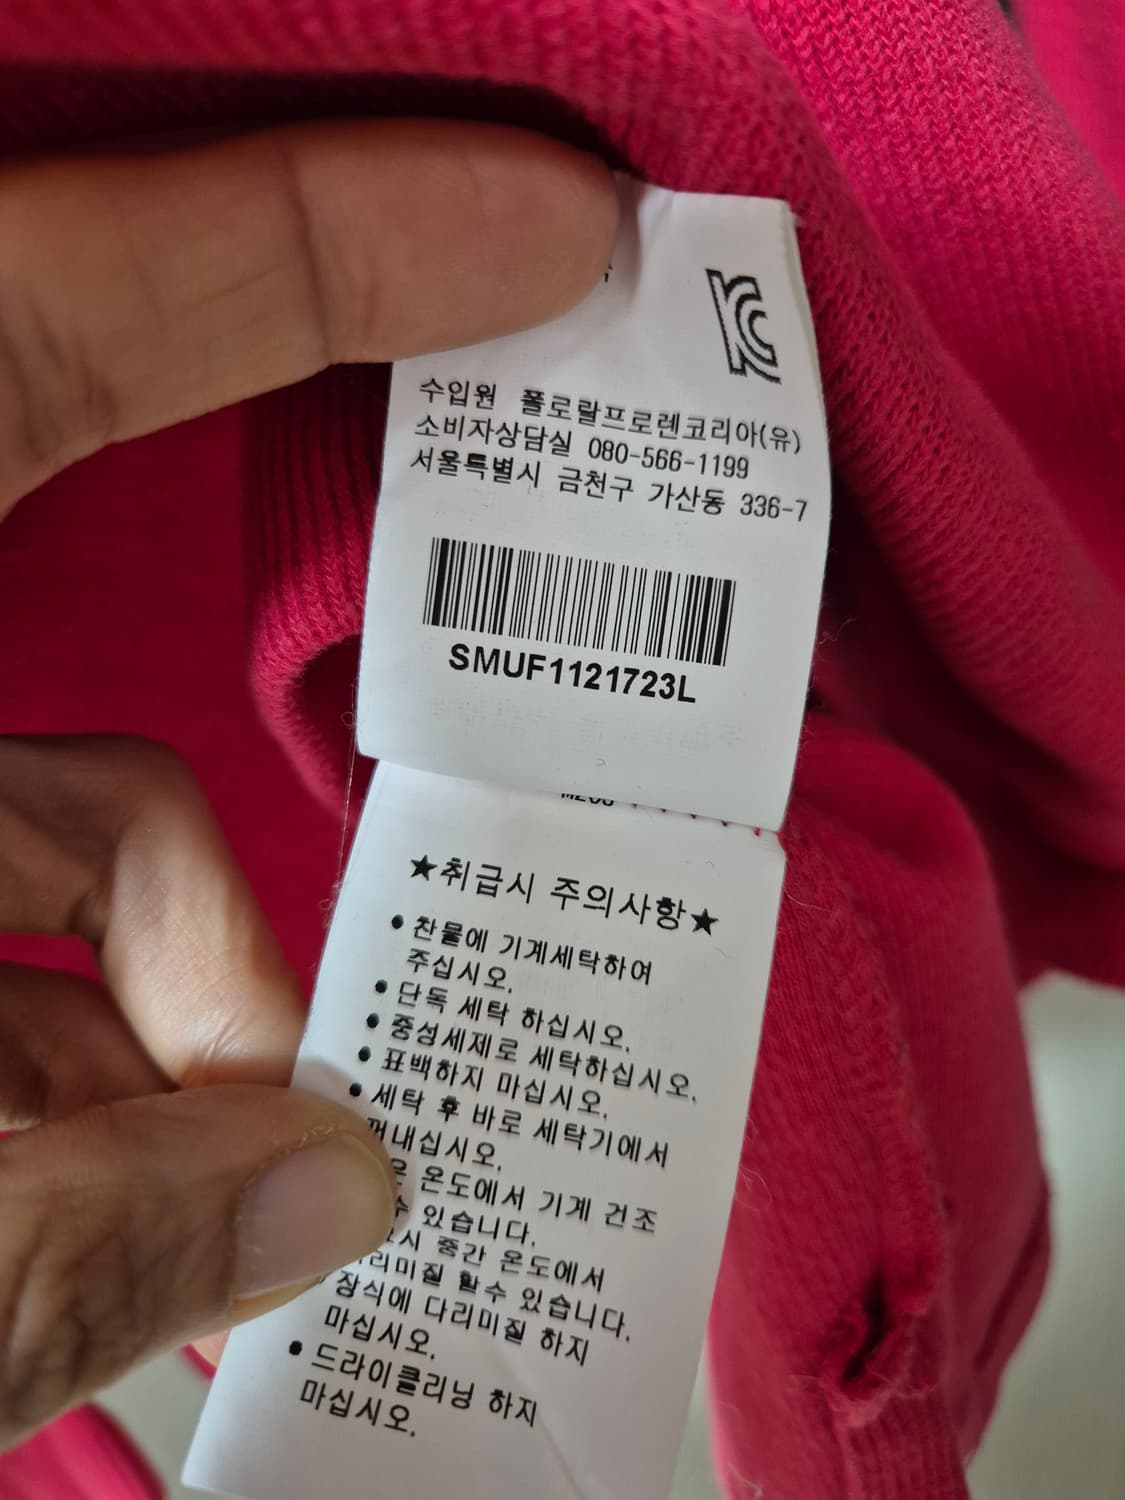 수입원 폴로랄프로렌코리아(유)
소비자상담실 080-566-1199
서울특별시 금천구 가산동 336-7
SMUF1121723L
★취급시 주의사항★
• 찬물에 기계세탁하여
주십시오.
• 단독 세탁 하십시오.
• 중성세제로 세탁하십시오.
• 표백하지 마십시오.
• 세탁 후 바로 세탁기에서
꺼내십시오.
온도에서 기계 건조
있습니다.
중간 온도에서
다리미질 할수 있습니다.
장식에 다리미질 하지
마십시오.
• 드라이클리닝 하지
마십시오.